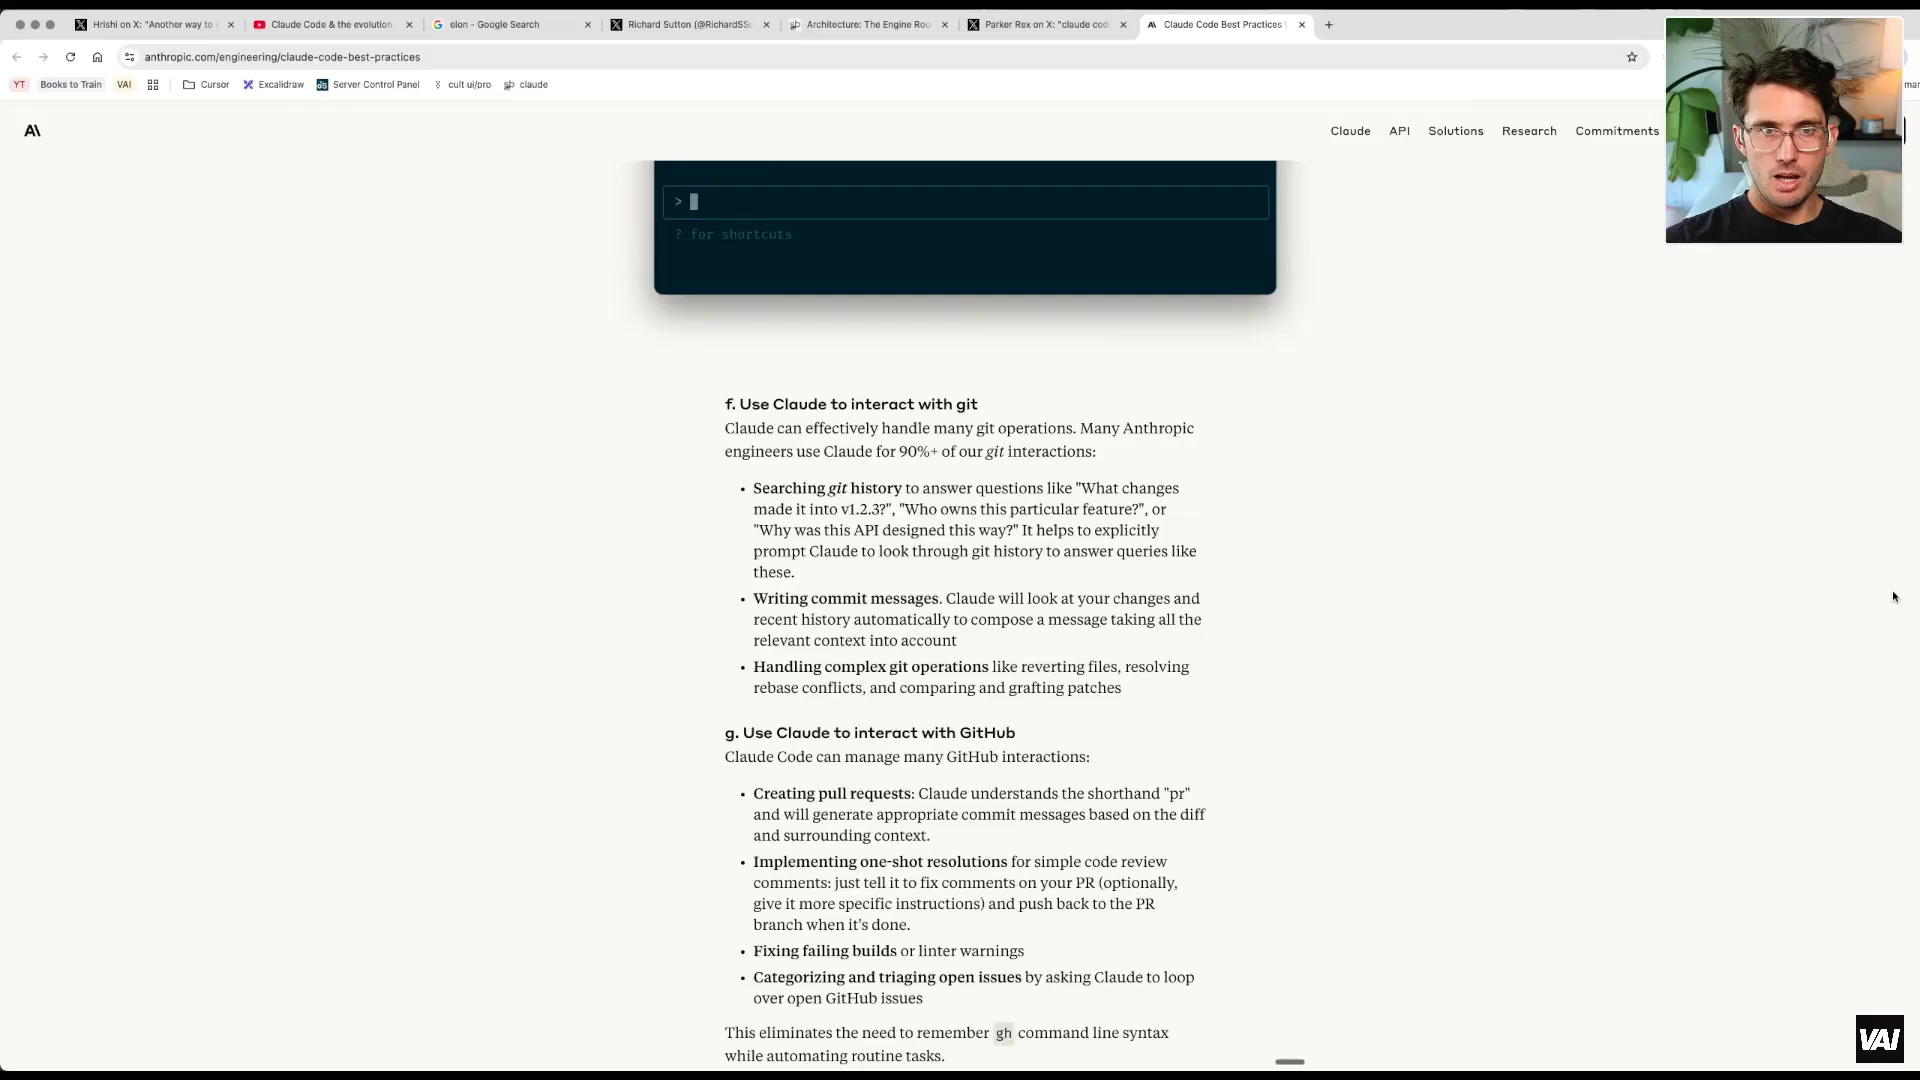 Hrishi on X: "Another way to
Claude Code & the evolution
elon - Google Search
Richard Sutton (@RichardSSu
Architecture: The Engine Roo
Parker Rex on X: "claude cod
Claude Code Best Practices \
anthropic.com/engineering/claude-code-best-practices
YT
Books to Train
VAI
Cursor
Excalidraw
Server Control Panel
cult ui/pro
claude
Claude
API
Solutions
Research
Commitments
>
? for shortcuts
f. Use Claude to interact with git
Claude can effectively handle many git operations. Many Anthropic
engineers use Claude for 90%+ of our git interactions:
• Searching git history to answer questions like "What changes
made it into v1.2.3?", "Who owns this particular feature?", or
"Why was this API designed this way?" It helps to explicitly
prompt Claude to look through git history to answer queries like
these.
• Writing commit messages. Claude will look at your changes and
recent history automatically to compose a message taking all the
relevant context into account
• Handling complex git operations like reverting files, resolving
rebase conflicts, and comparing and grafting patches
g. Use Claude to interact with GitHub
Claude Code can manage many GitHub interactions:
• Creating pull requests: Claude understands the shorthand "pr"
and will generate appropriate commit messages based on the diff
and surrounding context.
• Implementing one-shot resolutions for simple code review
comments: just tell it to fix comments on your PR (optionally,
give it more specific instructions) and push back to the PR
branch when it's done.
• Fixing failing builds or linter warnings
• Categorizing and triaging open issues by asking Claude to loop
over open GitHub issues
This eliminates the need to remember gh command line syntax
while automating routine tasks.
VAI